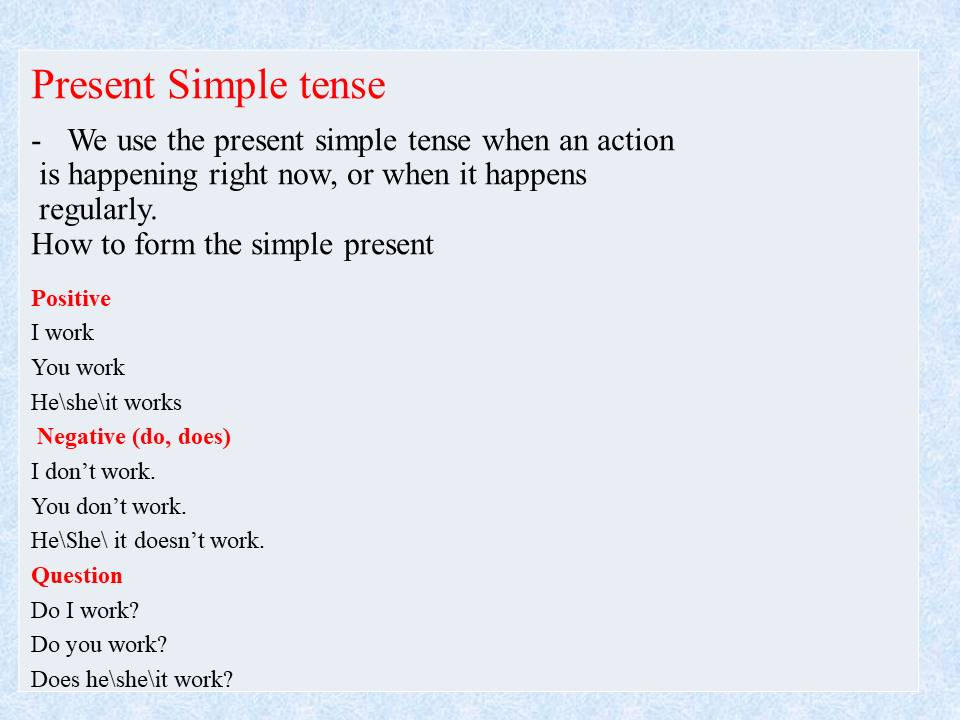 Present Simple tense
- We use the present simple tense when an action
is happening right now, or when it happens
regularly.
How to form the simple present
Positive
I work
You work
He\she\it works
Negative (do, does)
I don’t work.
You don’t work.
He\She\ it doesn’t work.
Question
Do I work?
Do you work?
Does he\she\it work?